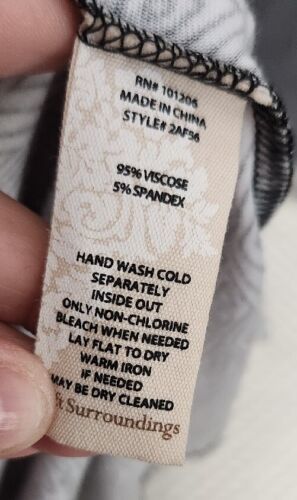 RN# 101206
MADE IN CHINA
STYLE# 2AF56
95% VISCOSE
5% SPANDEX
HAND WASH COLD
SEPARATELY
INSIDE OUT
ONLY NON-CHLORINE
BLEACH WHEN NEEDED
LAY FLAT TO DRY
WARM IRON
IF NEEDED
MAY BE DRY CLEANED
& Surroundings